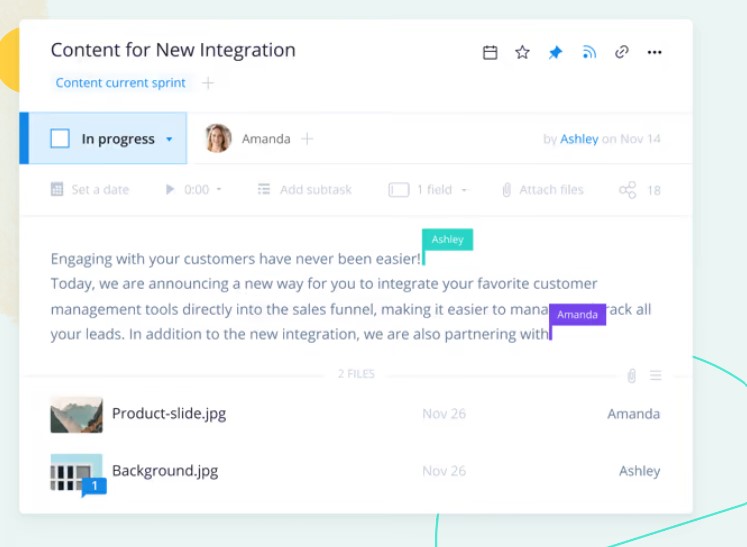 Content for New Integration
Content current sprint
In progress
Amanda
by Ashley on Nov 14
Set a date
0:00
Add subtask
1 field
Attach files
18
Ashley
Engaging with your customers have never been easier!
Today, we are announcing a new way for you to integrate your favorite customer
management tools directly into the sales funnel, making it easier to mana rack all
Amanda
your leads. In addition to the new integration, we are also partnering with
2 FILES
Product-slide.jpg Nov 26 Amanda
Background.jpg Nov 26 Ashley
1